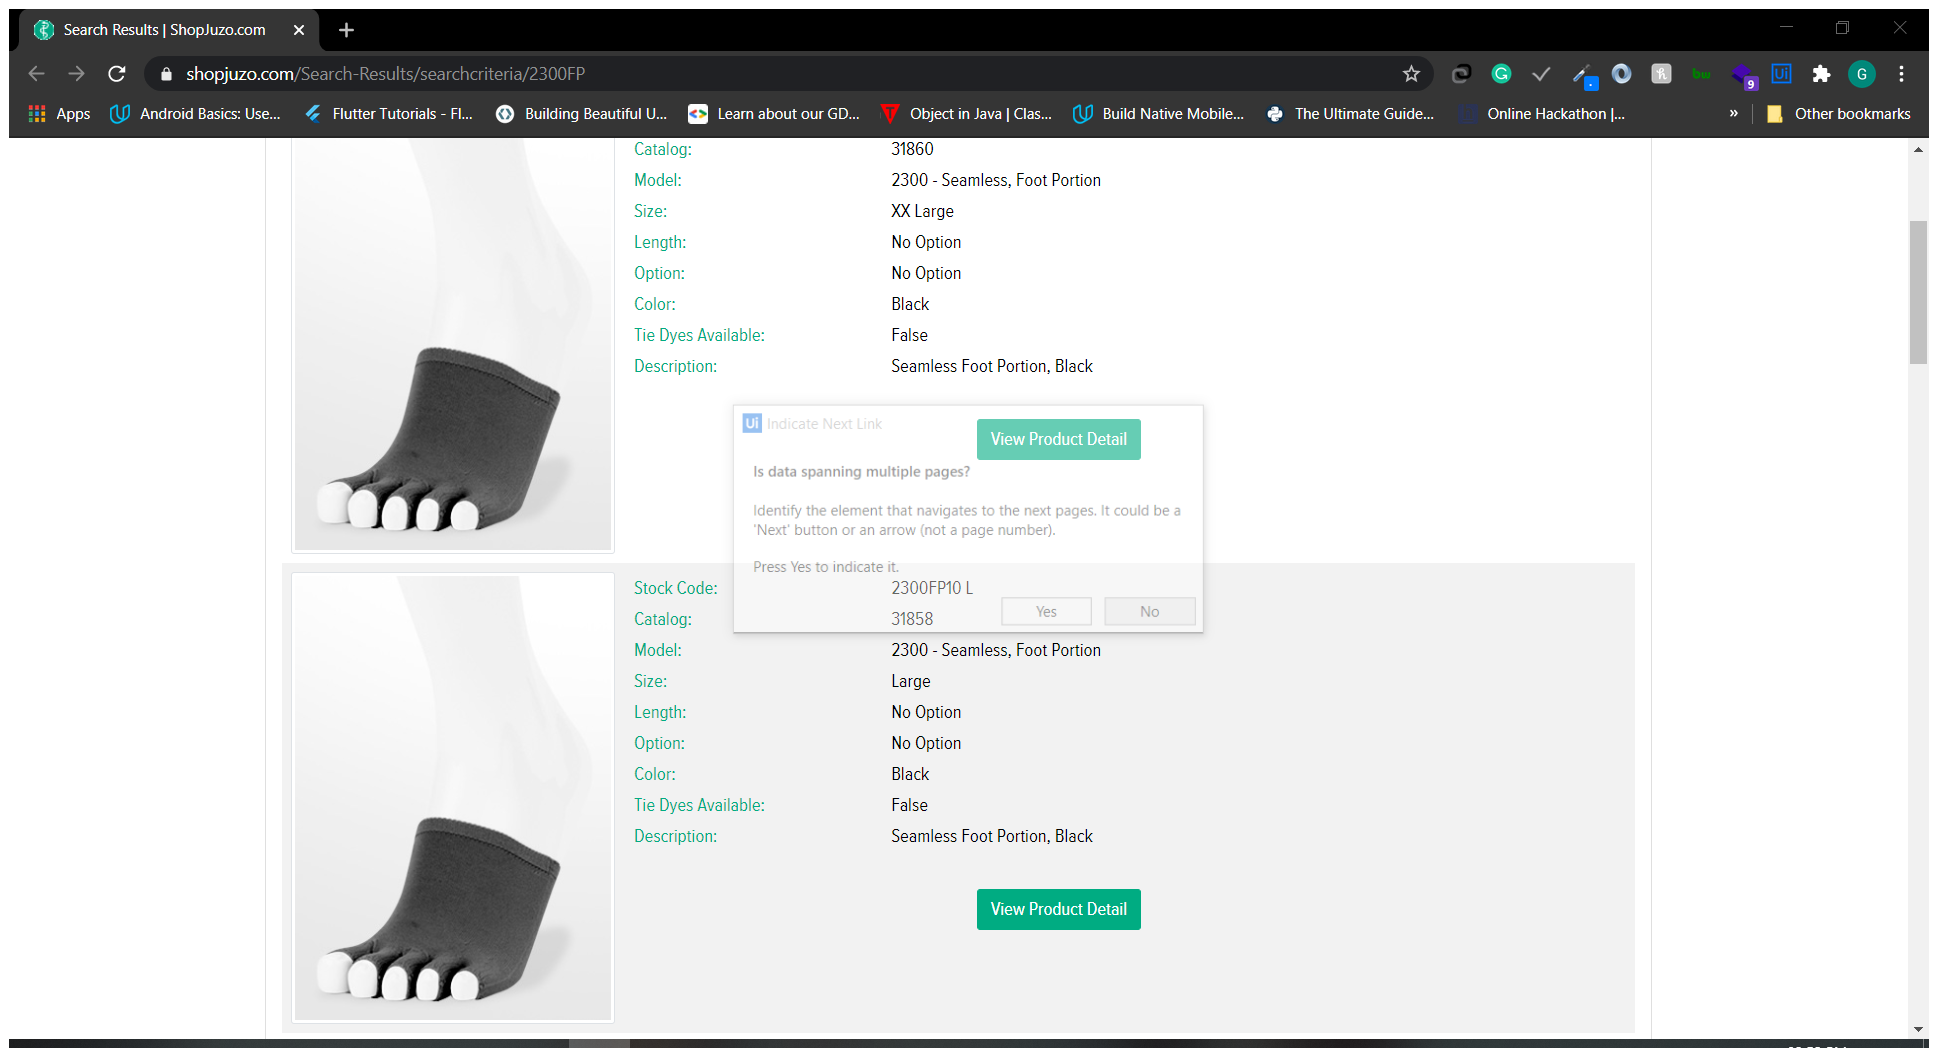 Search Results | ShopJuzo.com
shopjuzo.com/Search-Results/searchcriteria/2300FP
G
Ui
bw
9
G
Apps
Android Basics: Use...
Flutter Tutorials - Fl...
Building Beautiful U...
Learn about our GD...
Object in Java | Clas...
Build Native Mobile...
The Ultimate Guide...
Online Hackathon |...
»
Other bookmarks
Catalog: 31860
Model: 2300 - Seamless, Foot Portion
Size: XX Large
Length: No Option
Option: No Option
Color: Black
Tie Dyes Available: False
Description: Seamless Foot Portion, Black
View Product Detail
Ui Indicate Next Link
Is data spanning multiple pages?
Identify the element that navigates to the next pages. It could be a
'Next' button or an arrow (not a page number).
Press Yes to indicate it.
Yes
No
Stock Code: 2300FP10 L
Catalog: 31858
Model: 2300 - Seamless, Foot Portion
Size: Large
Length: No Option
Option: No Option
Color: Black
Tie Dyes Available: False
Description: Seamless Foot Portion, Black
View Product Detail